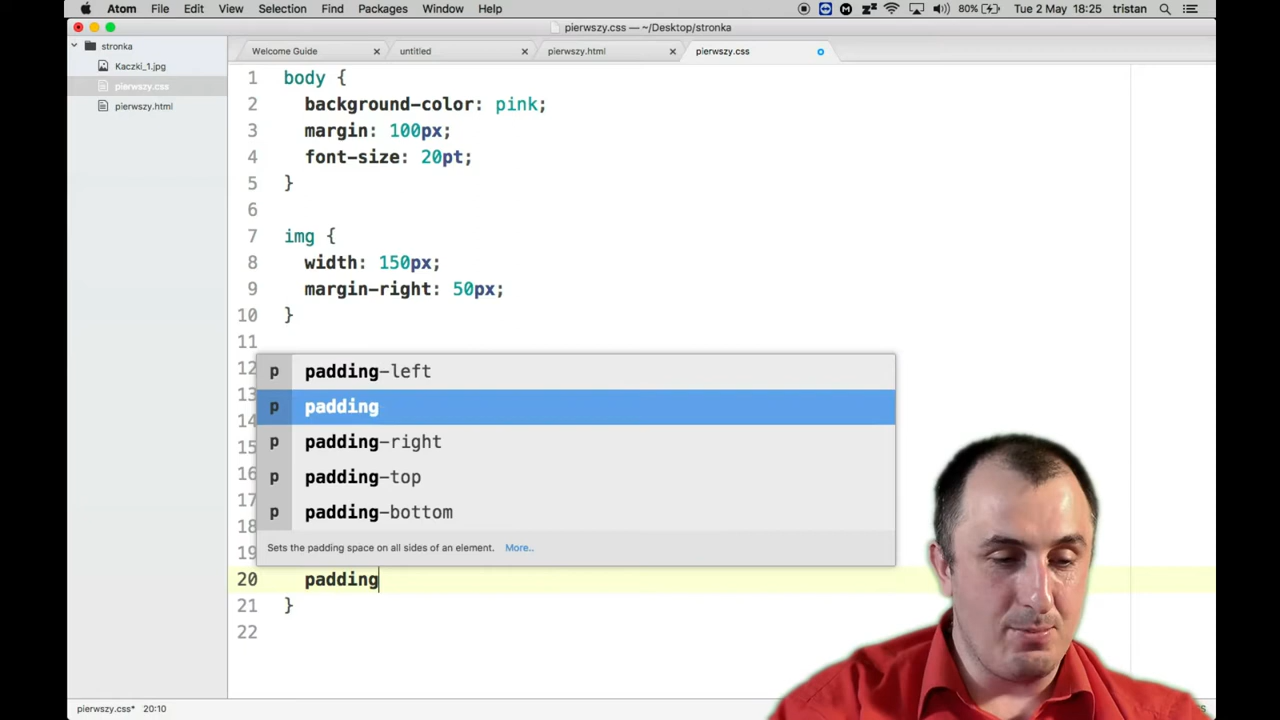 Atom File Edit View Selection Find Packages Window Help 80% Tue 2 May 18:25 tristan
pierwszy.css — ~/Desktop/stronka
stronka
Kaczki_1.jpg
pierwszy.css
pierwszy.html
Welcome Guide untitled pierwszy.html pierwszy.css
1 body {
2 background-color: pink;
3 margin: 100px;
4 font-size: 20pt;
5 }
6
7 img {
8 width: 150px;
9 margin-right: 50px;
10 }
11
12
13
14
15
16
17
18
19
p padding-left
p padding
p padding-right
p padding-top
p padding-bottom
Sets the padding space on all sides of an element. More..
20 padding
21 }
22
pierwszy.css* 20:10